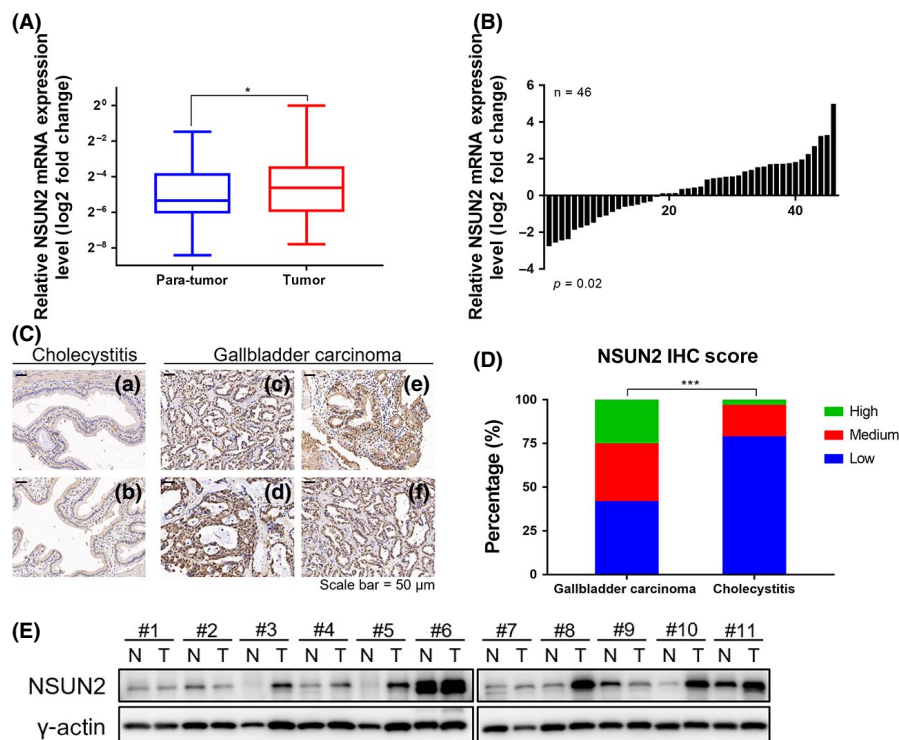 (A)
Relative NSUN2 mRNA expression
level (log2 fold change)
2⁰
2⁻²
2⁻⁴
2⁻⁶
2⁻⁸
*
Para-tumor
Tumor
(B)
Relative NSUN2 mRNA expression
level (log2 fold change)
6
4
2
0
−2
−4
n = 46
20
40
p = 0.02
(C)
Cholecystitis
Gallbladder carcinoma
(a)
(c)
(e)
(b)
(d)
(f)
Scale bar = 50 μm
(D)
NSUN2 IHC score
***
Percentage (%)
100
75
50
25
0
Gallbladder carcinoma
Cholecystitis
High
Medium
Low
(E)
#1 #2 #3 #4 #5 #6 #7 #8 #9 #10 #11
N T N T N T N T N T N T N T N T N T N T N T
NSUN2
γ-actin